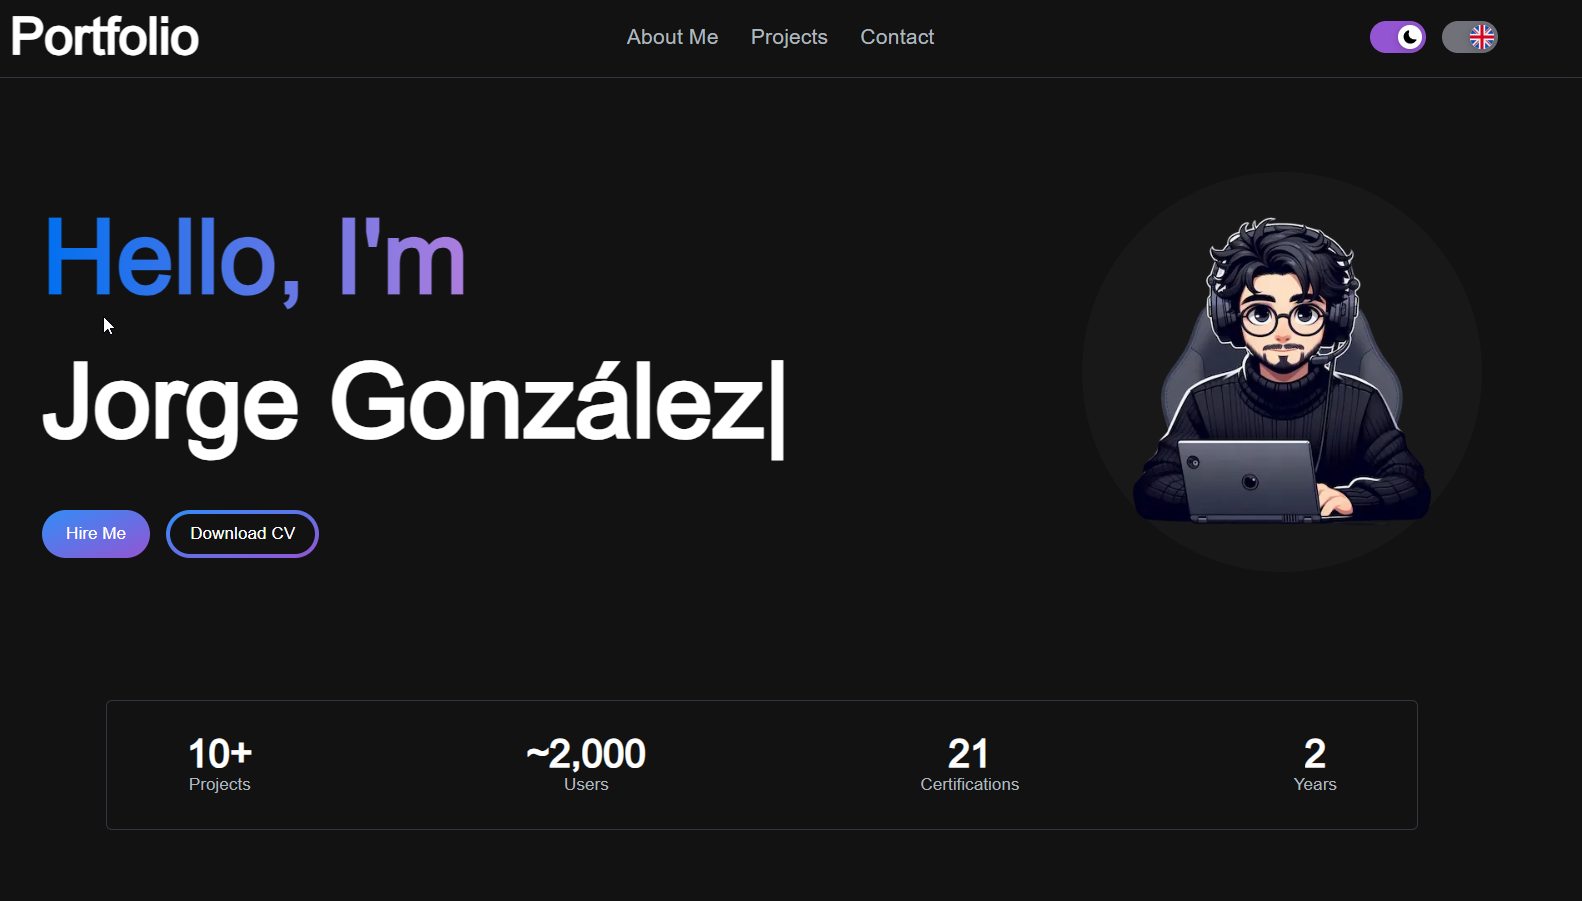 Portfolio
About Me
Projects
Contact
Hello, I'm
Jorge González|
Hire Me
Download CV
10+
Projects
~2,000
Users
21
Certifications
2
Years